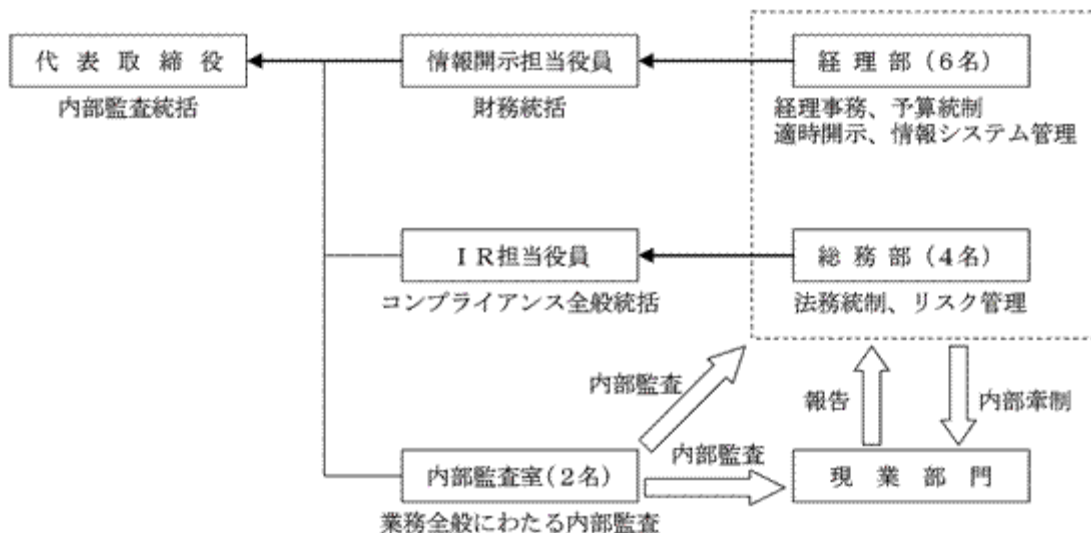 代表取締役
内部監査統括
情報開示担当役員
財務統括
経理部(6名)
経理事務、予算統制
適時開示、情報システム管理
IR担当役員
コンプライアンス全般統括
総務部(4名)
法務統制、リスク管理
内部監査
報告
内部牽制
内部監査室(2名)
業務全般にわたる内部監査
内部監査
現業部門